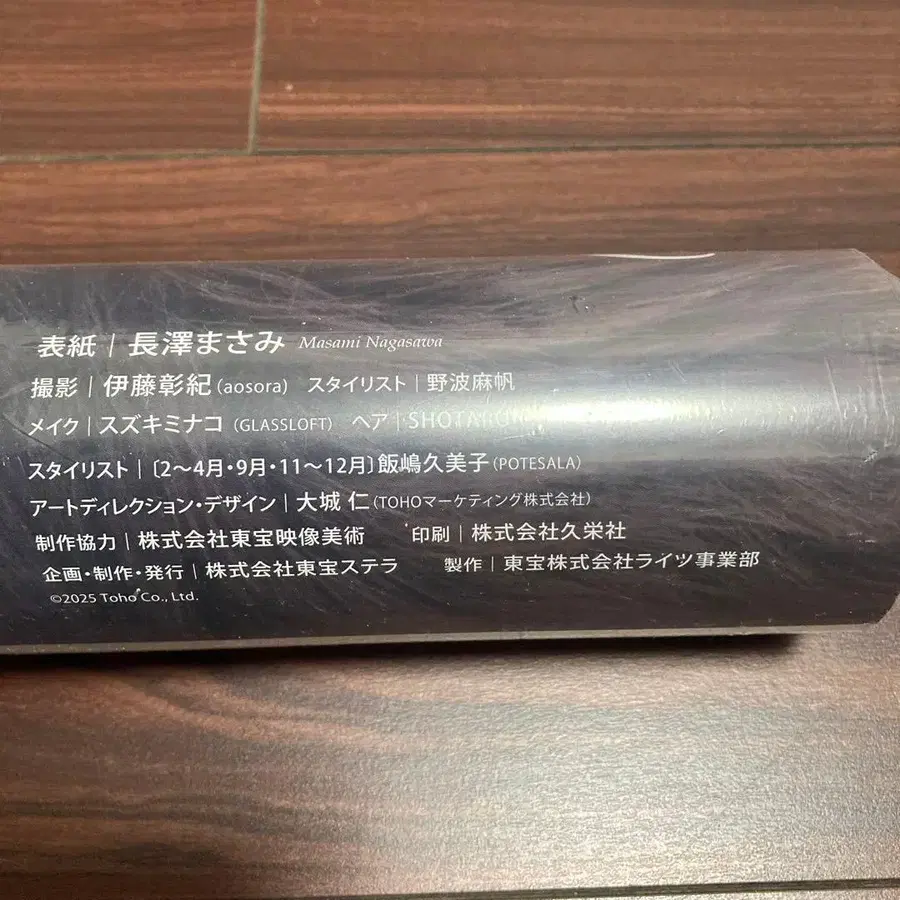 表紙｜長澤まさみ Masami Nagasawa
撮影｜伊藤彰紀(aosora) スタイリスト｜野波麻帆
メイク｜スズキミナコ(GLASSLOFT) ヘア｜SHOTARO
スタイリスト｜〔2〜4月・9月・11〜12月〕飯嶋久美子(POTESALA)
アートディレクション・デザイン｜大城 仁(TOHOマーケティング株式会社)
制作協力｜株式会社東宝映像美術 印刷｜株式会社久栄社
企画・制作・発行｜株式会社東宝ステラ 製作｜東宝株式会社ライツ事業部
©2025 Toho Co., Ltd.